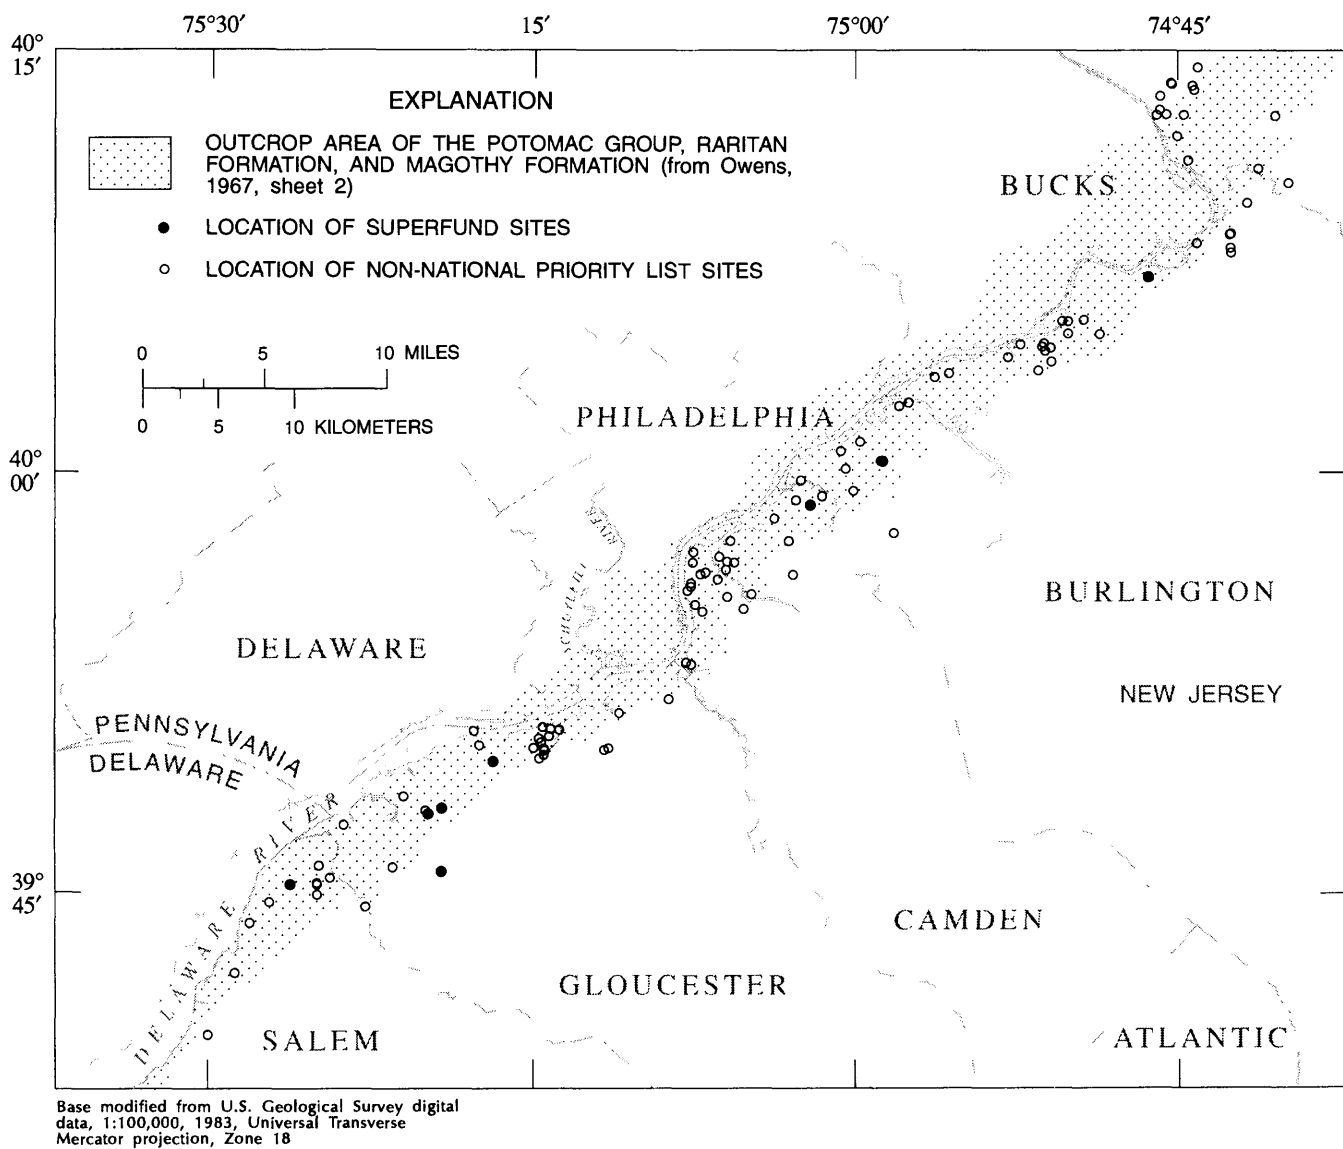 75°30′ 15′ 75°00′ 74°45′
40°
15′
EXPLANATION
OUTCROP AREA OF THE POTOMAC GROUP, RARITAN
FORMATION, AND MAGOTHY FORMATION (from Owens,
1967, sheet 2)
LOCATION OF SUPERFUND SITES
LOCATION OF NON-NATIONAL PRIORITY LIST SITES
BUCKS
0 5 10 MILES
0 5 10 KILOMETERS
PHILADELPHIA
40°
00′
SCHUYLKILL
RIVER
BURLINGTON
DELAWARE
NEW JERSEY
PENNSYLVANIA
DELAWARE
DELAWARE RIVER
39°
45′
CAMDEN
GLOUCESTER
SALEM
ATLANTIC
Base modified from U.S. Geological Survey digital
data, 1:100,000, 1983, Universal Transverse
Mercator projection, Zone 18